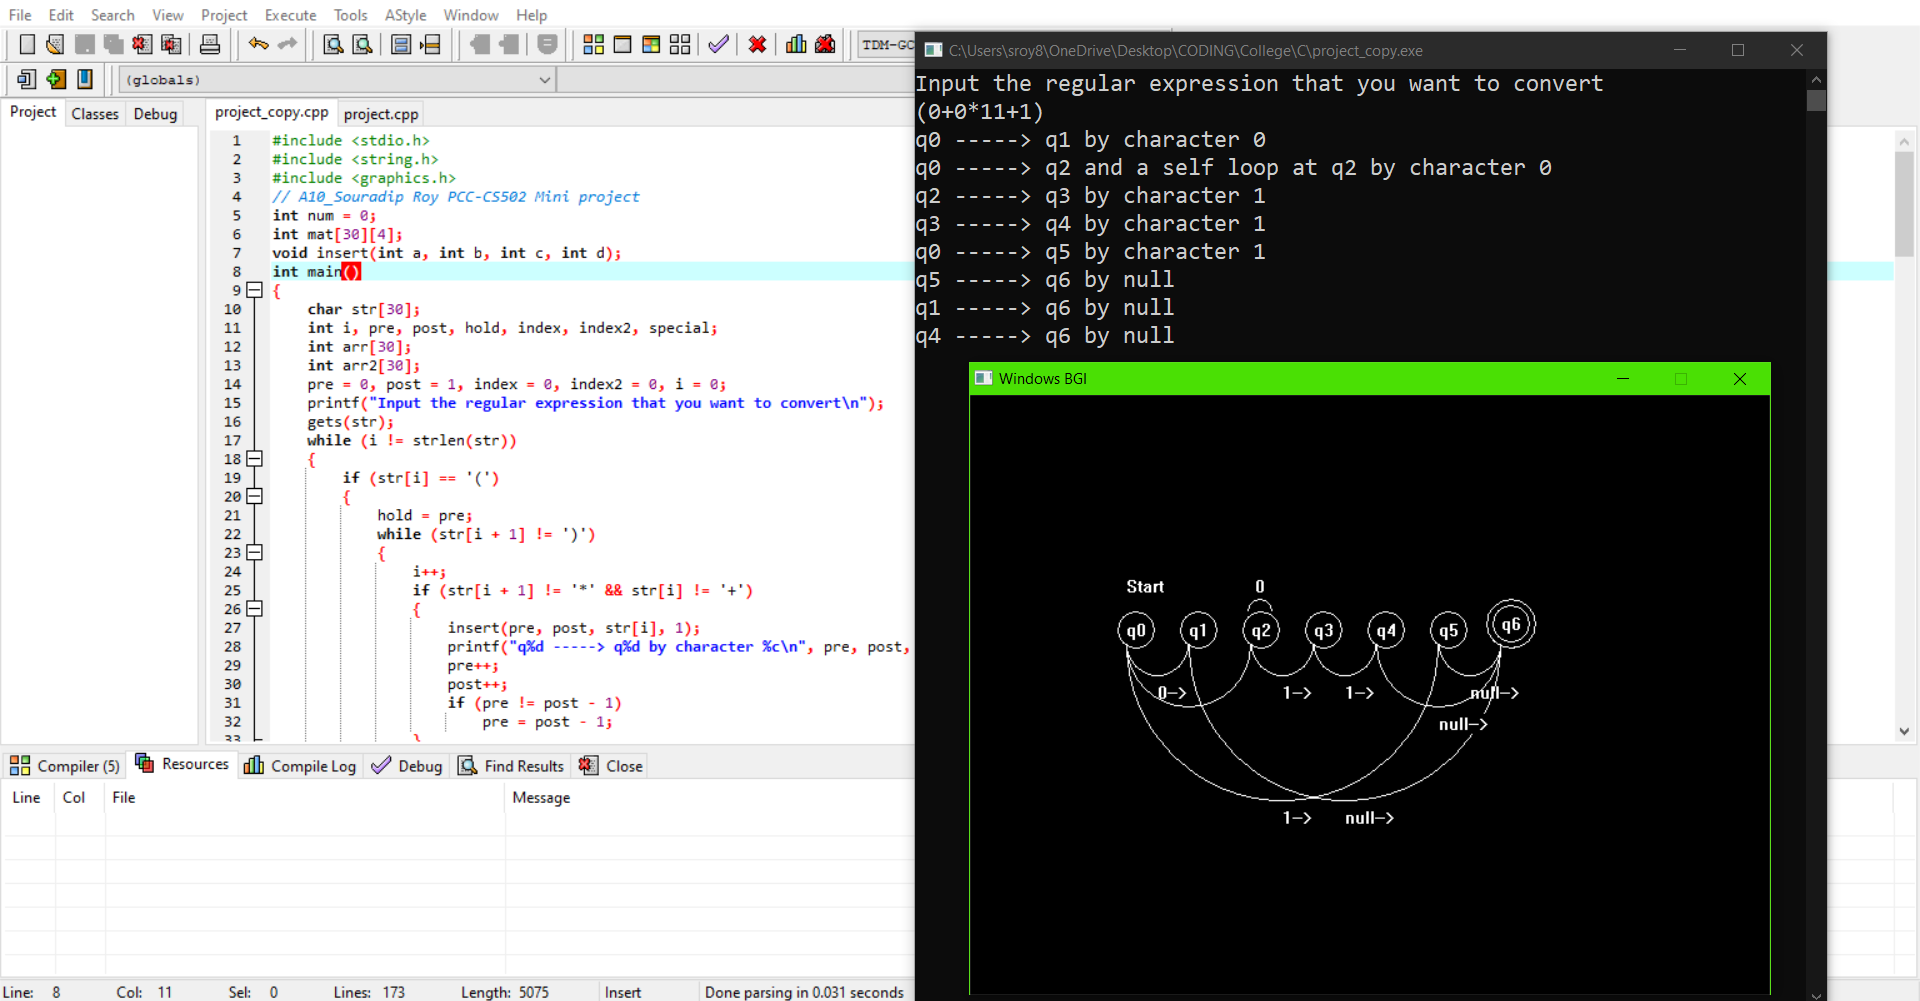 File Edit Search View Project Execute Tools AStyle Window Help
TDM-GC
(globals)
Project Classes Debug
project_copy.cpp project.cpp
1 #include <stdio.h>
2 #include <string.h>
3 #include <graphics.h>
4 // A10_Souradip Roy PCC-CS502 Mini project
5 int num = 0;
6 int mat[30][4];
7 void insert(int a, int b, int c, int d);
8 int main()
9 {
10 char str[30];
11 int i, pre, post, hold, index, index2, special;
12 int arr[30];
13 int arr2[30];
14 pre = 0, post = 1, index = 0, index2 = 0, i = 0;
15 printf("Input the regular expression that you want to convert\n");
16 gets(str);
17 while (i != strlen(str))
18 {
19 if (str[i] == '(')
20 {
21 hold = pre;
22 while (str[i + 1] != ')')
23 {
24 i++;
25 if (str[i + 1] != '*' && str[i] != '+')
26 {
27 insert(pre, post, str[i], 1);
28 printf("q%d -----> q%d by character %c\n", pre, post,
29 pre++;
30 post++;
31 if (pre != post - 1)
32 pre = post - 1;
33 }
Compiler (5) Resources Compile Log Debug Find Results Close
Line Col File Message
Line: 8 Col: 11 Sel: 0 Lines: 173 Length: 5075 Insert Done parsing in 0.031 seconds
C:\Users\sroy8\OneDrive\Desktop\CODING\College\C\project_copy.exe
Input the regular expression that you want to convert
(0+0*11+1)
q0 -----> q1 by character 0
q0 -----> q2 and a self loop at q2 by character 0
q2 -----> q3 by character 1
q3 -----> q4 by character 1
q0 -----> q5 by character 1
q5 -----> q6 by null
q1 -----> q6 by null
q4 -----> q6 by null
Windows BGI
Start 0
q0 q1 q2 q3 q4 q5 q6
0-> 1-> 1-> null->
null->
1-> null->